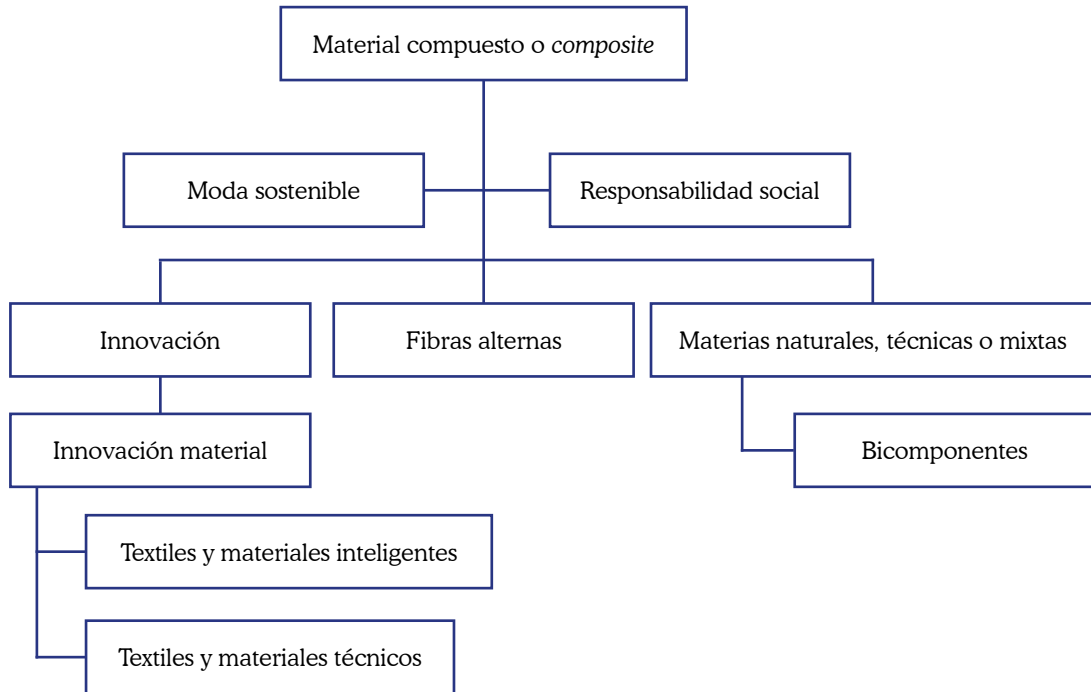 Material compuesto o composite
Moda sostenible
Responsabilidad social
Innovación
Fibras alternas
Materias naturales, técnicas o mixtas
Innovación material
Bicomponentes
Textiles y materiales inteligentes
Textiles y materiales técnicos